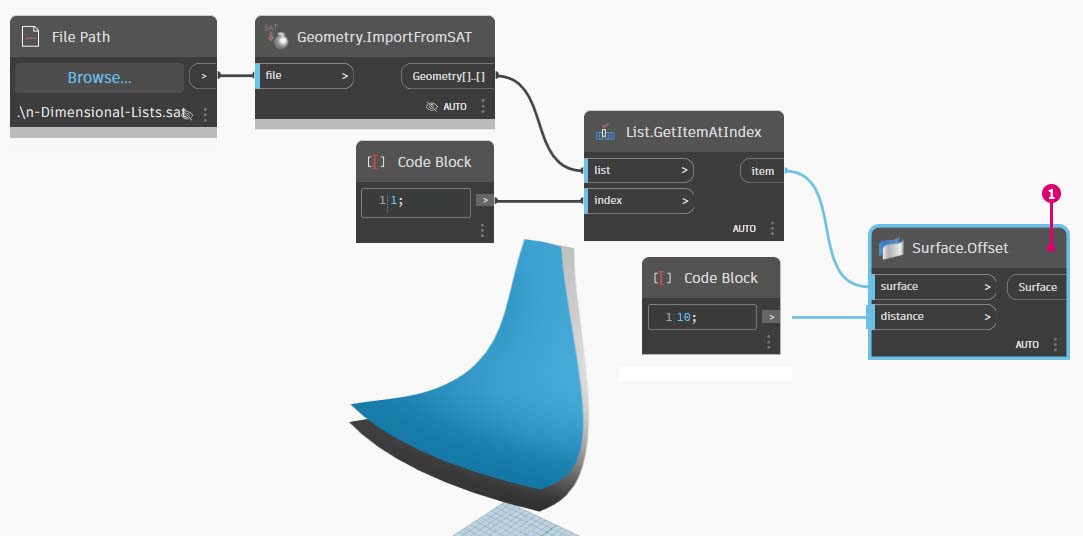 File Path
Browse...
>
.\n-Dimensional-Lists.sat
SAT
Geometry.ImportFromSAT
file >
Geometry[]..[]
AUTO
Code Block
1 1;
>
List.GetItemAtIndex
list >
item
index >
AUTO
1
Surface.Offset
surface >
Surface
distance >
AUTO
Code Block
1 10;
>